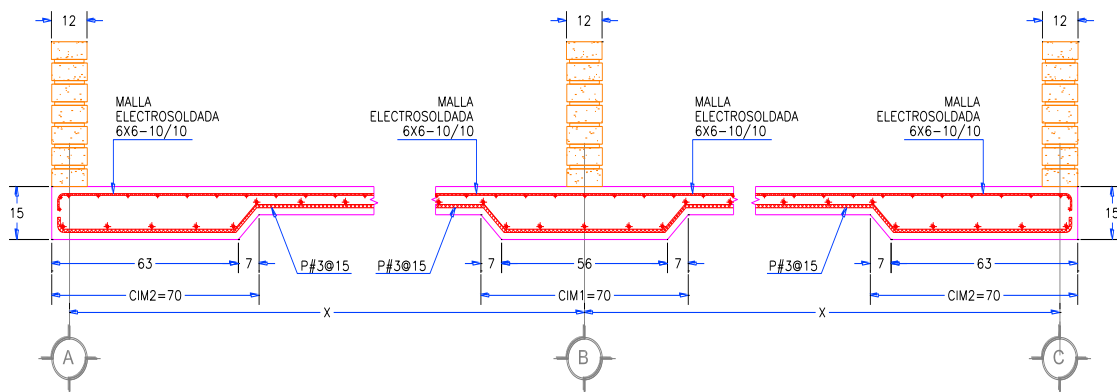 12
12
12
MALLA
ELECTROSOLDADA
6X6-10/10
MALLA
ELECTROSOLDADA
6X6-10/10
MALLA
ELECTROSOLDADA
6X6-10/10
MALLA
ELECTROSOLDADA
6X6-10/10
15
15
63
7
P#3@15
P#3@15
7
56
7
P#3@15
7
63
CIM2=70
CIM1=70
CIM2=70
X
X
A
B
C